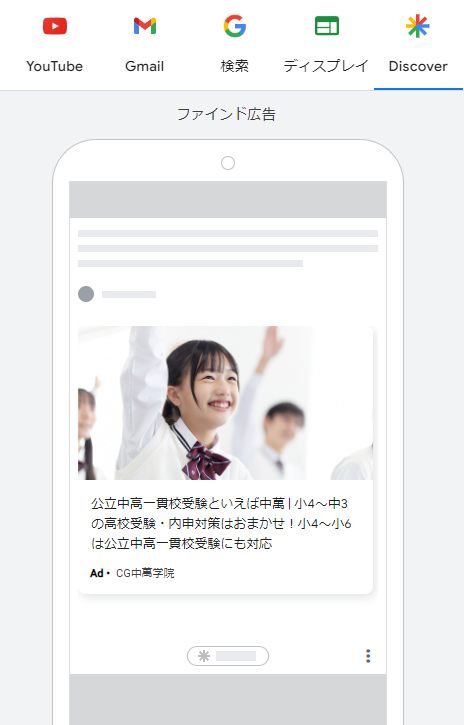 YouTube
Gmail
検索
ディスプレイ
Discover
ファインド広告
公立中高一貫校受験といえば中萬 | 小4～中3
の高校受験・内申対策はおまかせ！小4～小6
は公立中高一貫校受験にも対応
Ad • CG中萬学院